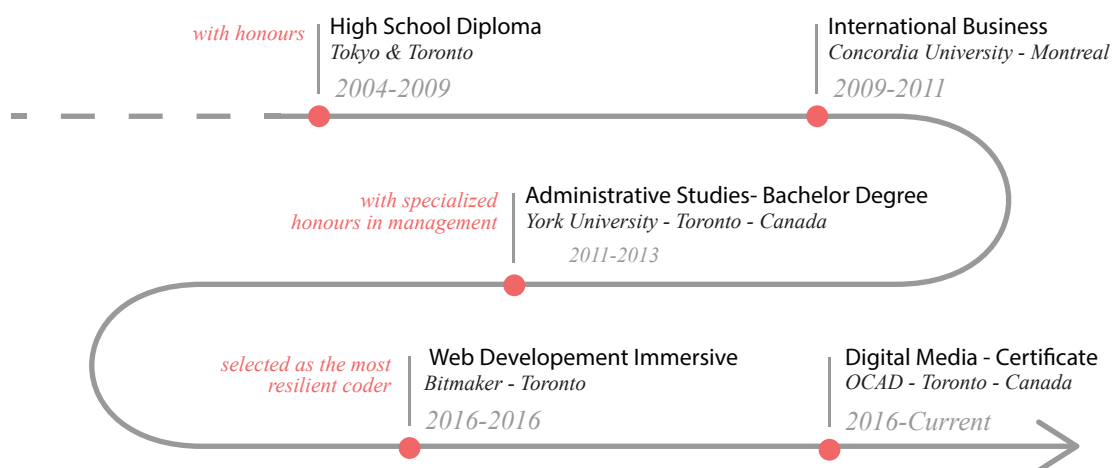 with honours
High School Diploma
Tokyo & Toronto
2004-2009
International Business
Concordia University - Montreal
2009-2011
with specialized
honours in management
Administrative Studies- Bachelor Degree
York University - Toronto - Canada
2011-2013
selected as the most
resilient coder
Web Developement Immersive
Bitmaker - Toronto
2016-2016
Digital Media - Certificate
OCAD - Toronto - Canada
2016-Current